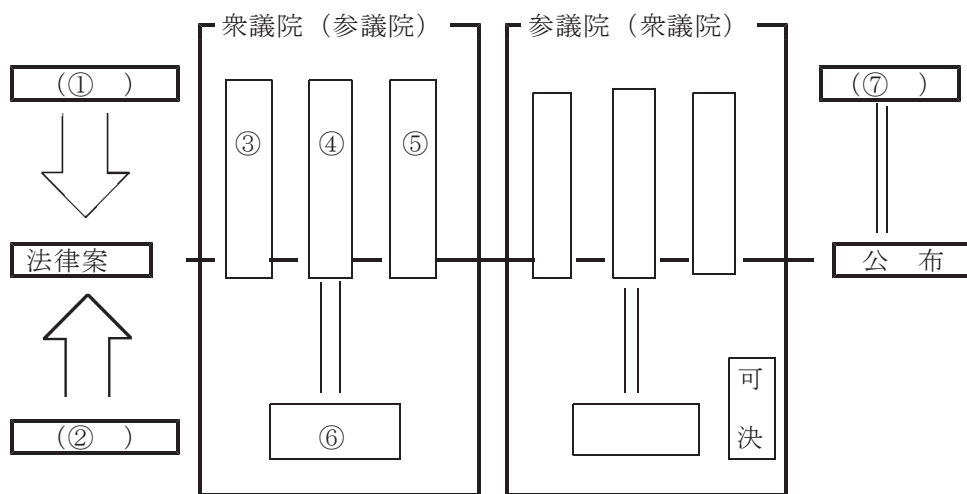 衆議院（参議院）
参議院（衆議院）
（①　）
（⑦　）
③
④
⑤
法律案
公　布
（②　）
⑥
可
決